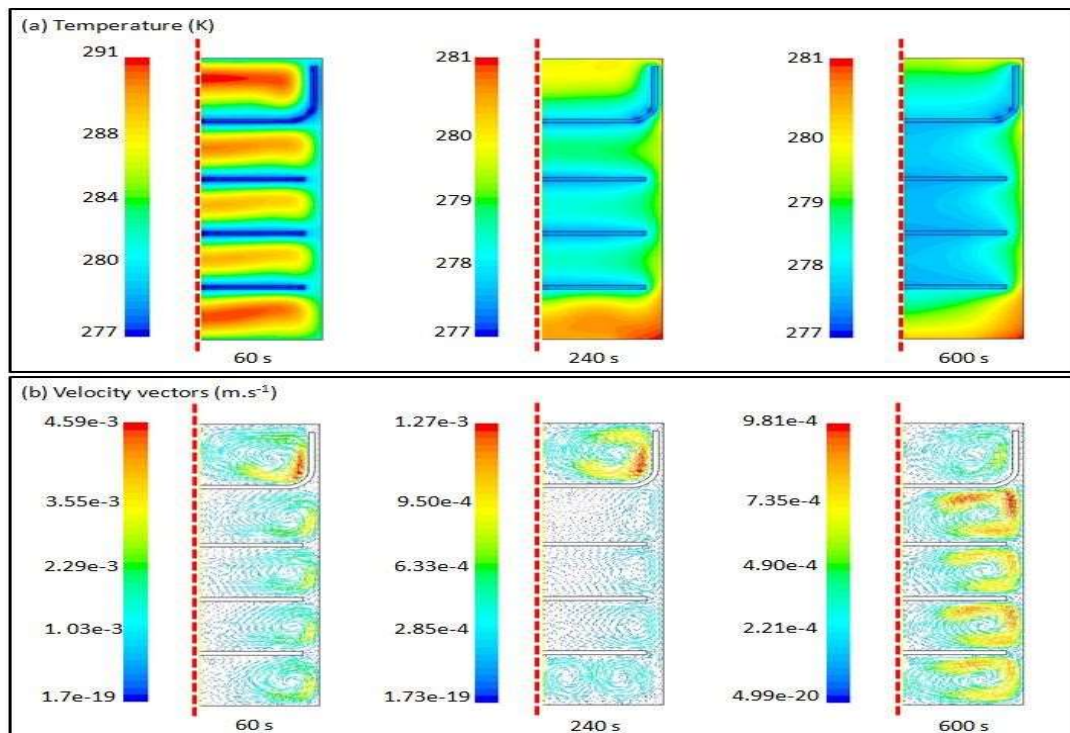 (a) Temperature (K)
291
288
284
280
277
60 s
281
280
279
278
277
240 s
281
280
279
278
277
600 s
(b) Velocity vectors (m.s⁻¹)
4.59e-3
3.55e-3
2.29e-3
1. 03e-3
1.7e-19
60 s
1.27e-3
9.50e-4
6.33e-4
2.85e-4
1.73e-19
240 s
9.81e-4
7.35e-4
4.90e-4
2.21e-4
4.99e-20
600 s